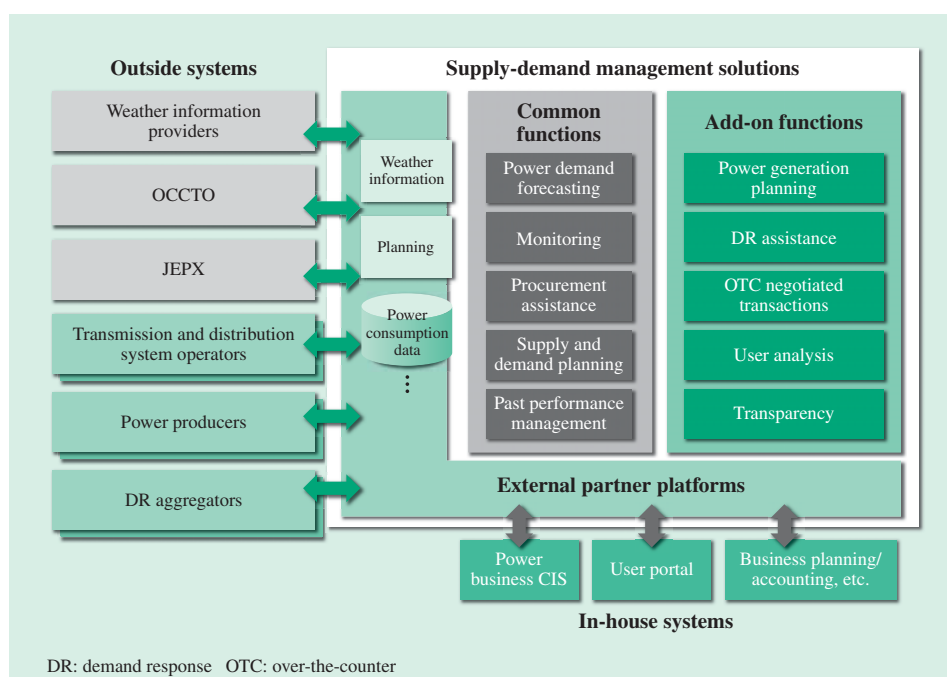 Outside systems
Weather information
providers
OCCTO
JEPX
Transmission and distribution
system operators
Power producers
DR aggregators
Supply-demand management solutions
Weather
information
Planning
Power
consumption
data
Common
functions
Power demand
forecasting
Monitoring
Procurement
assistance
Supply and
demand planning
Past performance
management
Add-on functions
Power generation
planning
DR assistance
OTC negotiated
transactions
User analysis
Transparency
External partner platforms
Power
business CIS
User portal
Business planning/
accounting, etc.
In-house systems
DR: demand response OTC: over-the-counter